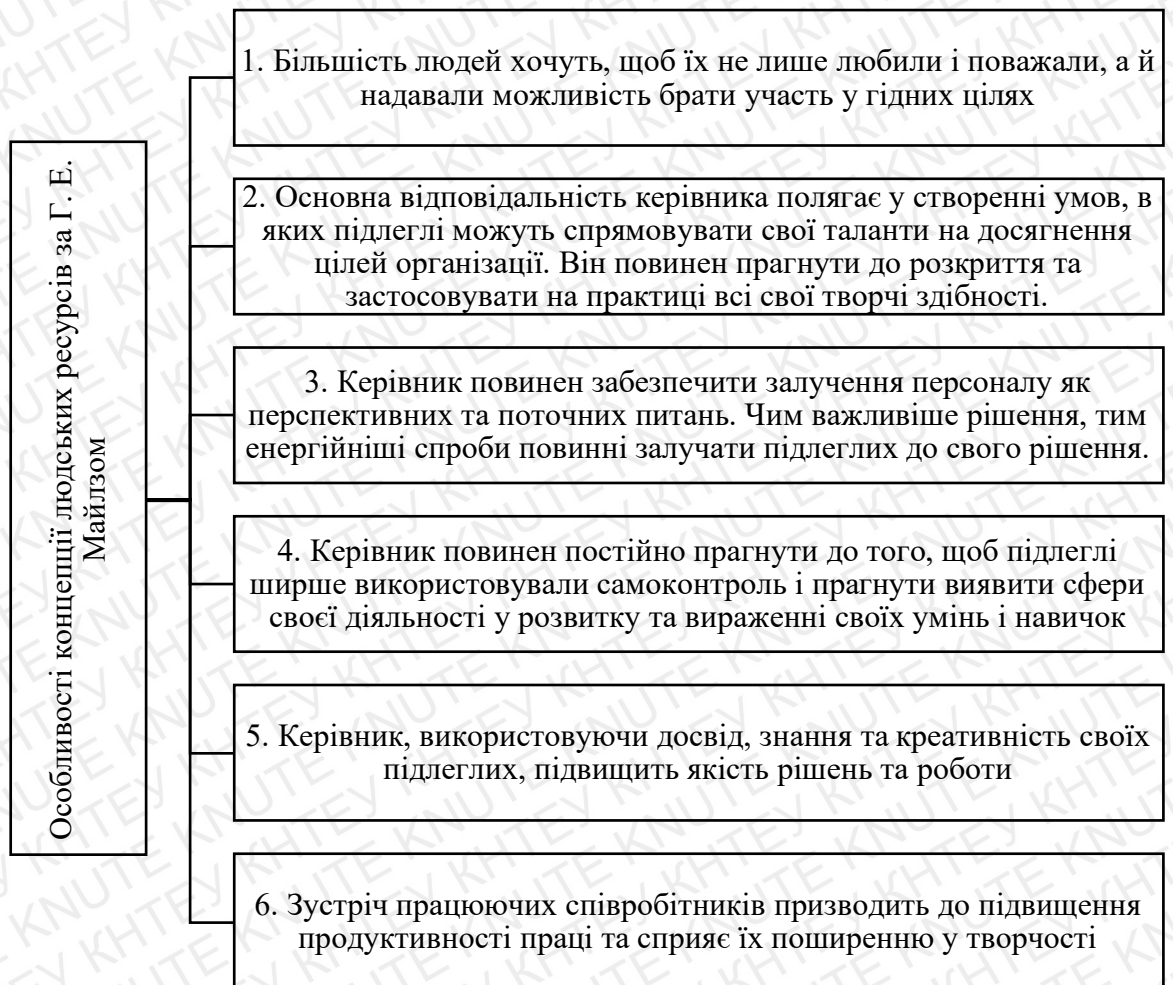 Особливості концепції людських ресурсів за Г. Е.
Майлзом
1. Більшість людей хочуть, щоб їх не лише любили і поважали, а й
надавали можливість брати участь у гідних цілях
2. Основна відповідальність керівника полягає у створенні умов, в
яких підлеглі можуть спрямовувати свої таланти на досягнення
цілей організації. Він повинен прагнути до розкриття та
застосовувати на практиці всі свої творчі здібності.
3. Керівник повинен забезпечити залучення персоналу як
перспективних та поточних питань. Чим важливіше рішення, тим
енергійніші спроби повинні залучати підлеглих до свого рішення.
4. Керівник повинен постійно прагнути до того, щоб підлеглі
ширше використовували самоконтроль і прагнути виявити сфери
своєї діяльності у розвитку та вираженні своїх умінь і навичок
5. Керівник, використовуючи досвід, знання та креативність своїх
підлеглих, підвищить якість рішень та роботи
6. Зустріч працюючих співробітників призводить до підвищення
продуктивності праці та сприяє їх поширенню у творчості